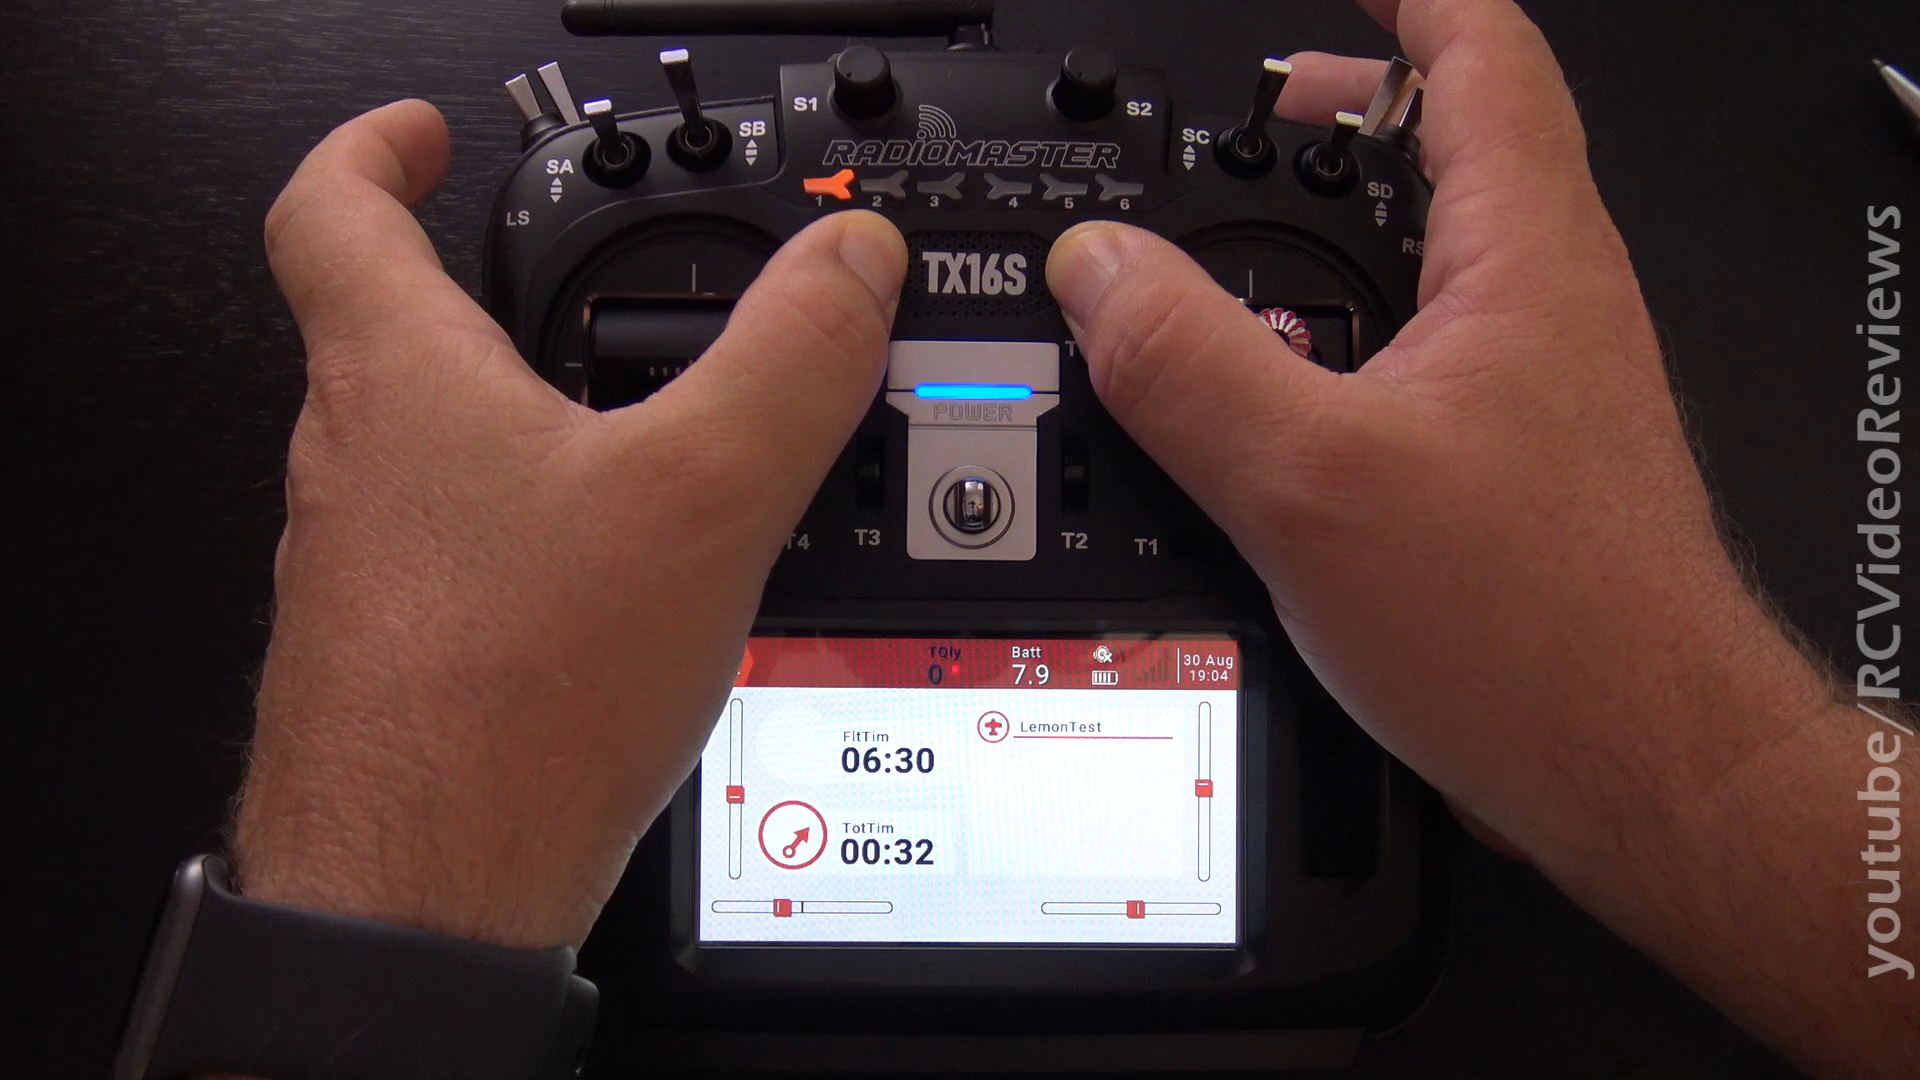 S1
S2
SB
SC
SA
SD
LS
RS
RADIOMASTER
1 2 3 4 5 6
TX16S
POWER
T4 T3 T2 T1
TQly
0
Batt
7.9
30 Aug
19:04
FltTim
06:30
LemonTest
TotTim
00:32
youtube/RCVideoReviews